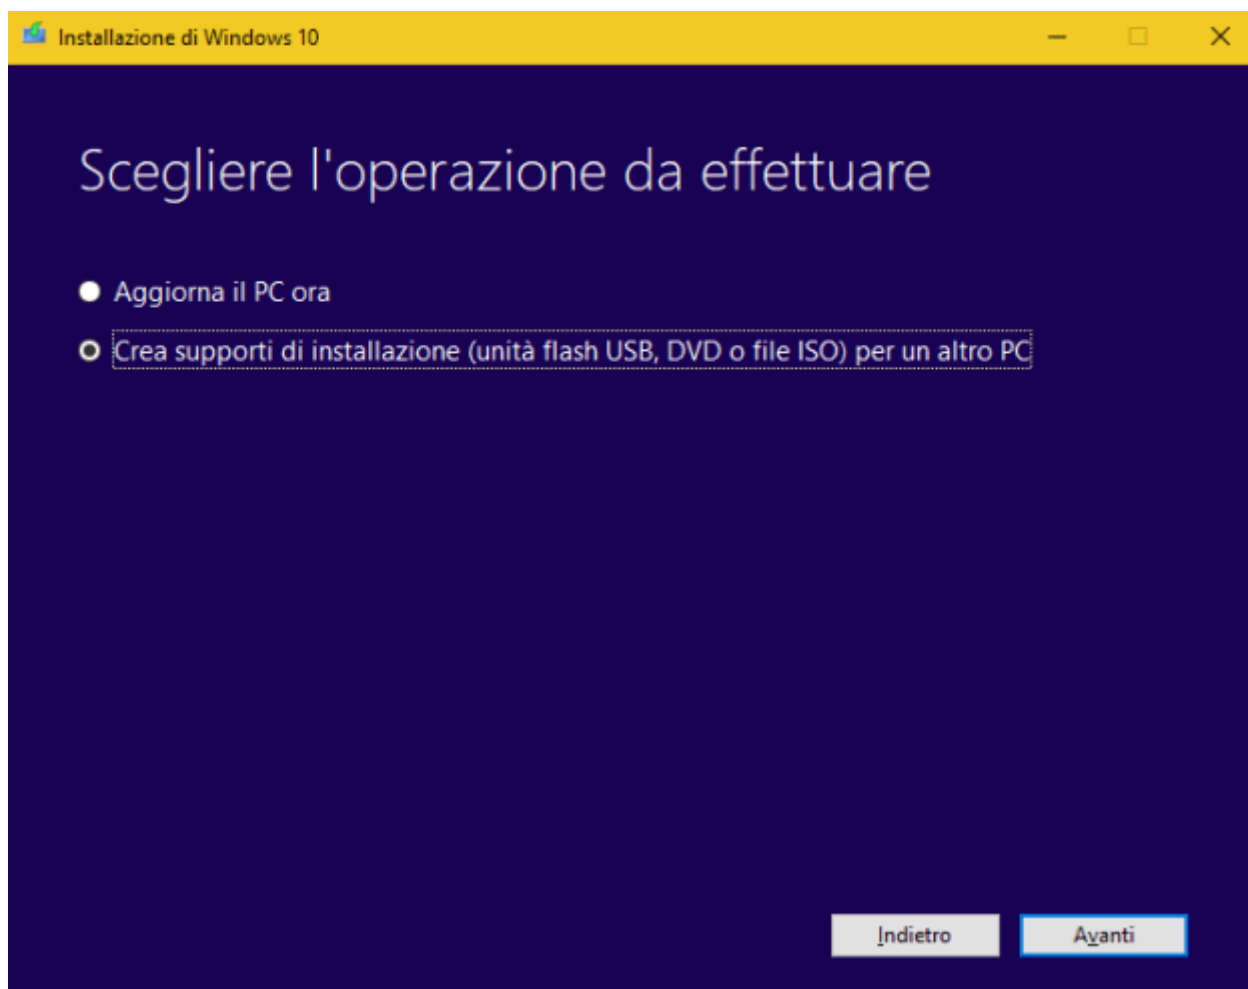 Installazione di Windows 10
Scegliere l'operazione da effettuare
Aggiorna il PC ora
Crea supporti di installazione (unità flash USB, DVD o file ISO) per un altro PC
Indietro
Avanti